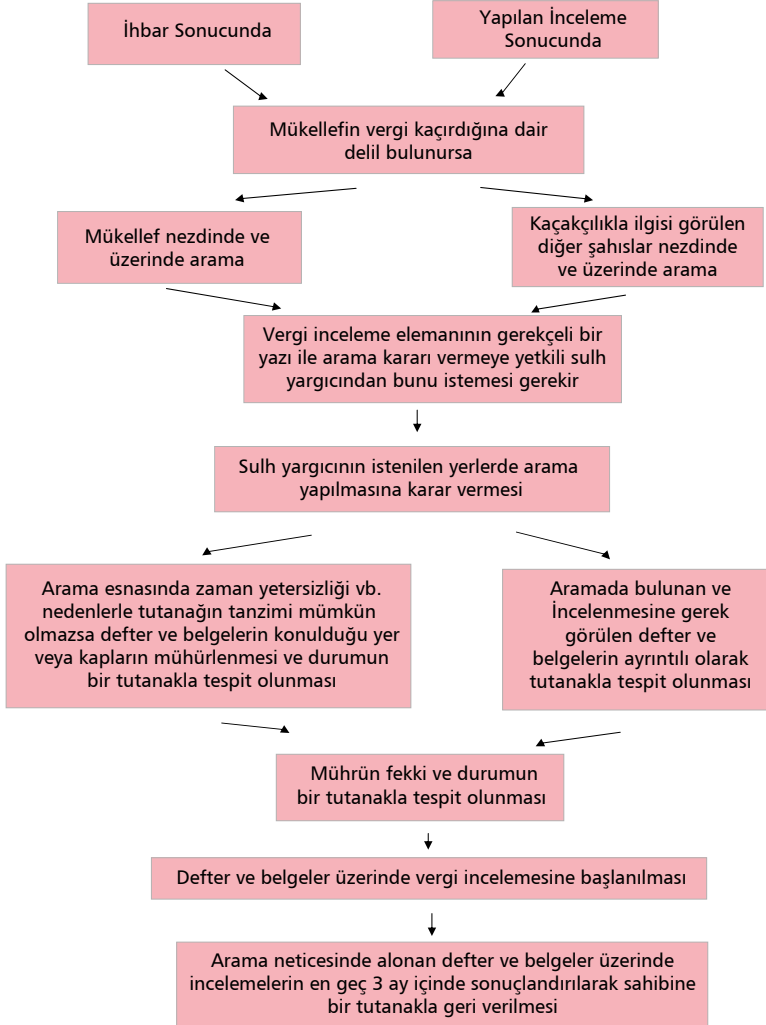 İhbar Sonucunda
Yapılan İnceleme
Sonucunda
Mükellefin vergi kaçırdığına dair
delil bulunursa
Mükellef nezdinde ve
üzerinde arama
Kaçakçılıkla ilgisi görülen
diğer şahıslar nezdinde
ve üzerinde arama
Vergi inceleme elemanının gerekçeli bir
yazı ile arama kararı vermeye yetkili sulh
yargıcından bunu istemesi gerekir
Sulh yargıcının istenilen yerlerde arama
yapılmasına karar vermesi
Arama esnasında zaman yetersizliği vb.
nedenlerle tutanağın tanzimi mümkün
olmazsa defter ve belgelerin konulduğu yer
veya kapların mühürlenmesi ve durumun
bir tutanakla tespit olunması
Aramada bulunan ve
İncelenmesine gerek
görülen defter ve
belgelerin ayrıntılı olarak
tutanakla tespit olunması
Mührün fekki ve durumun
bir tutanakla tespit olunması
Defter ve belgeler üzerinde vergi incelemesine başlanılması
Arama neticesinde alonan defter ve belgeler üzerinde
incelemelerin en geç 3 ay içinde sonuçlandırılarak sahibine
bir tutanakla geri verilmesi